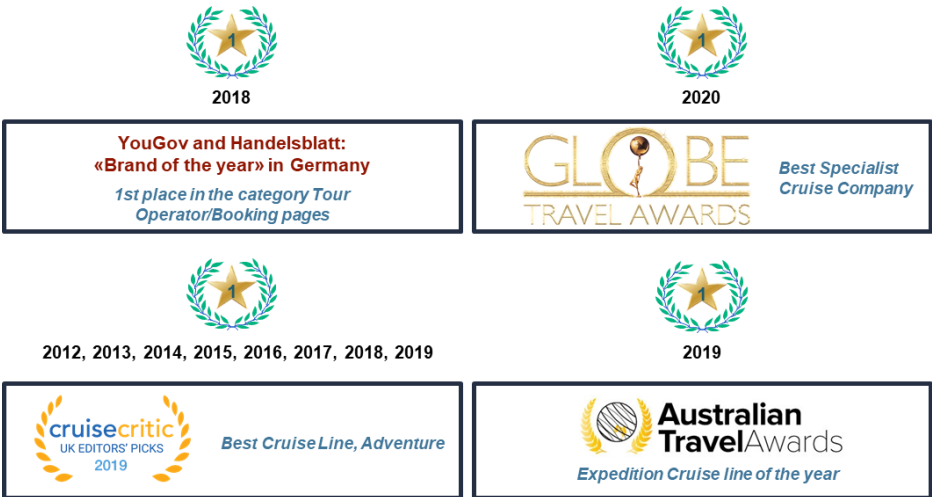 1
2018
YouGov and Handelsblatt:
«Brand of the year» in Germany
1st place in the category Tour
Operator/Booking pages
1
2020
GLOBE
TRAVEL AWARDS
Best Specialist
Cruise Company
1
2012, 2013, 2014, 2015, 2016, 2017, 2018, 2019
cruisecritic
UK EDITORS' PICKS
2019
Best Cruise Line, Adventure
1
2019
Australian
TravelAwards
Expedition Cruise line of the year